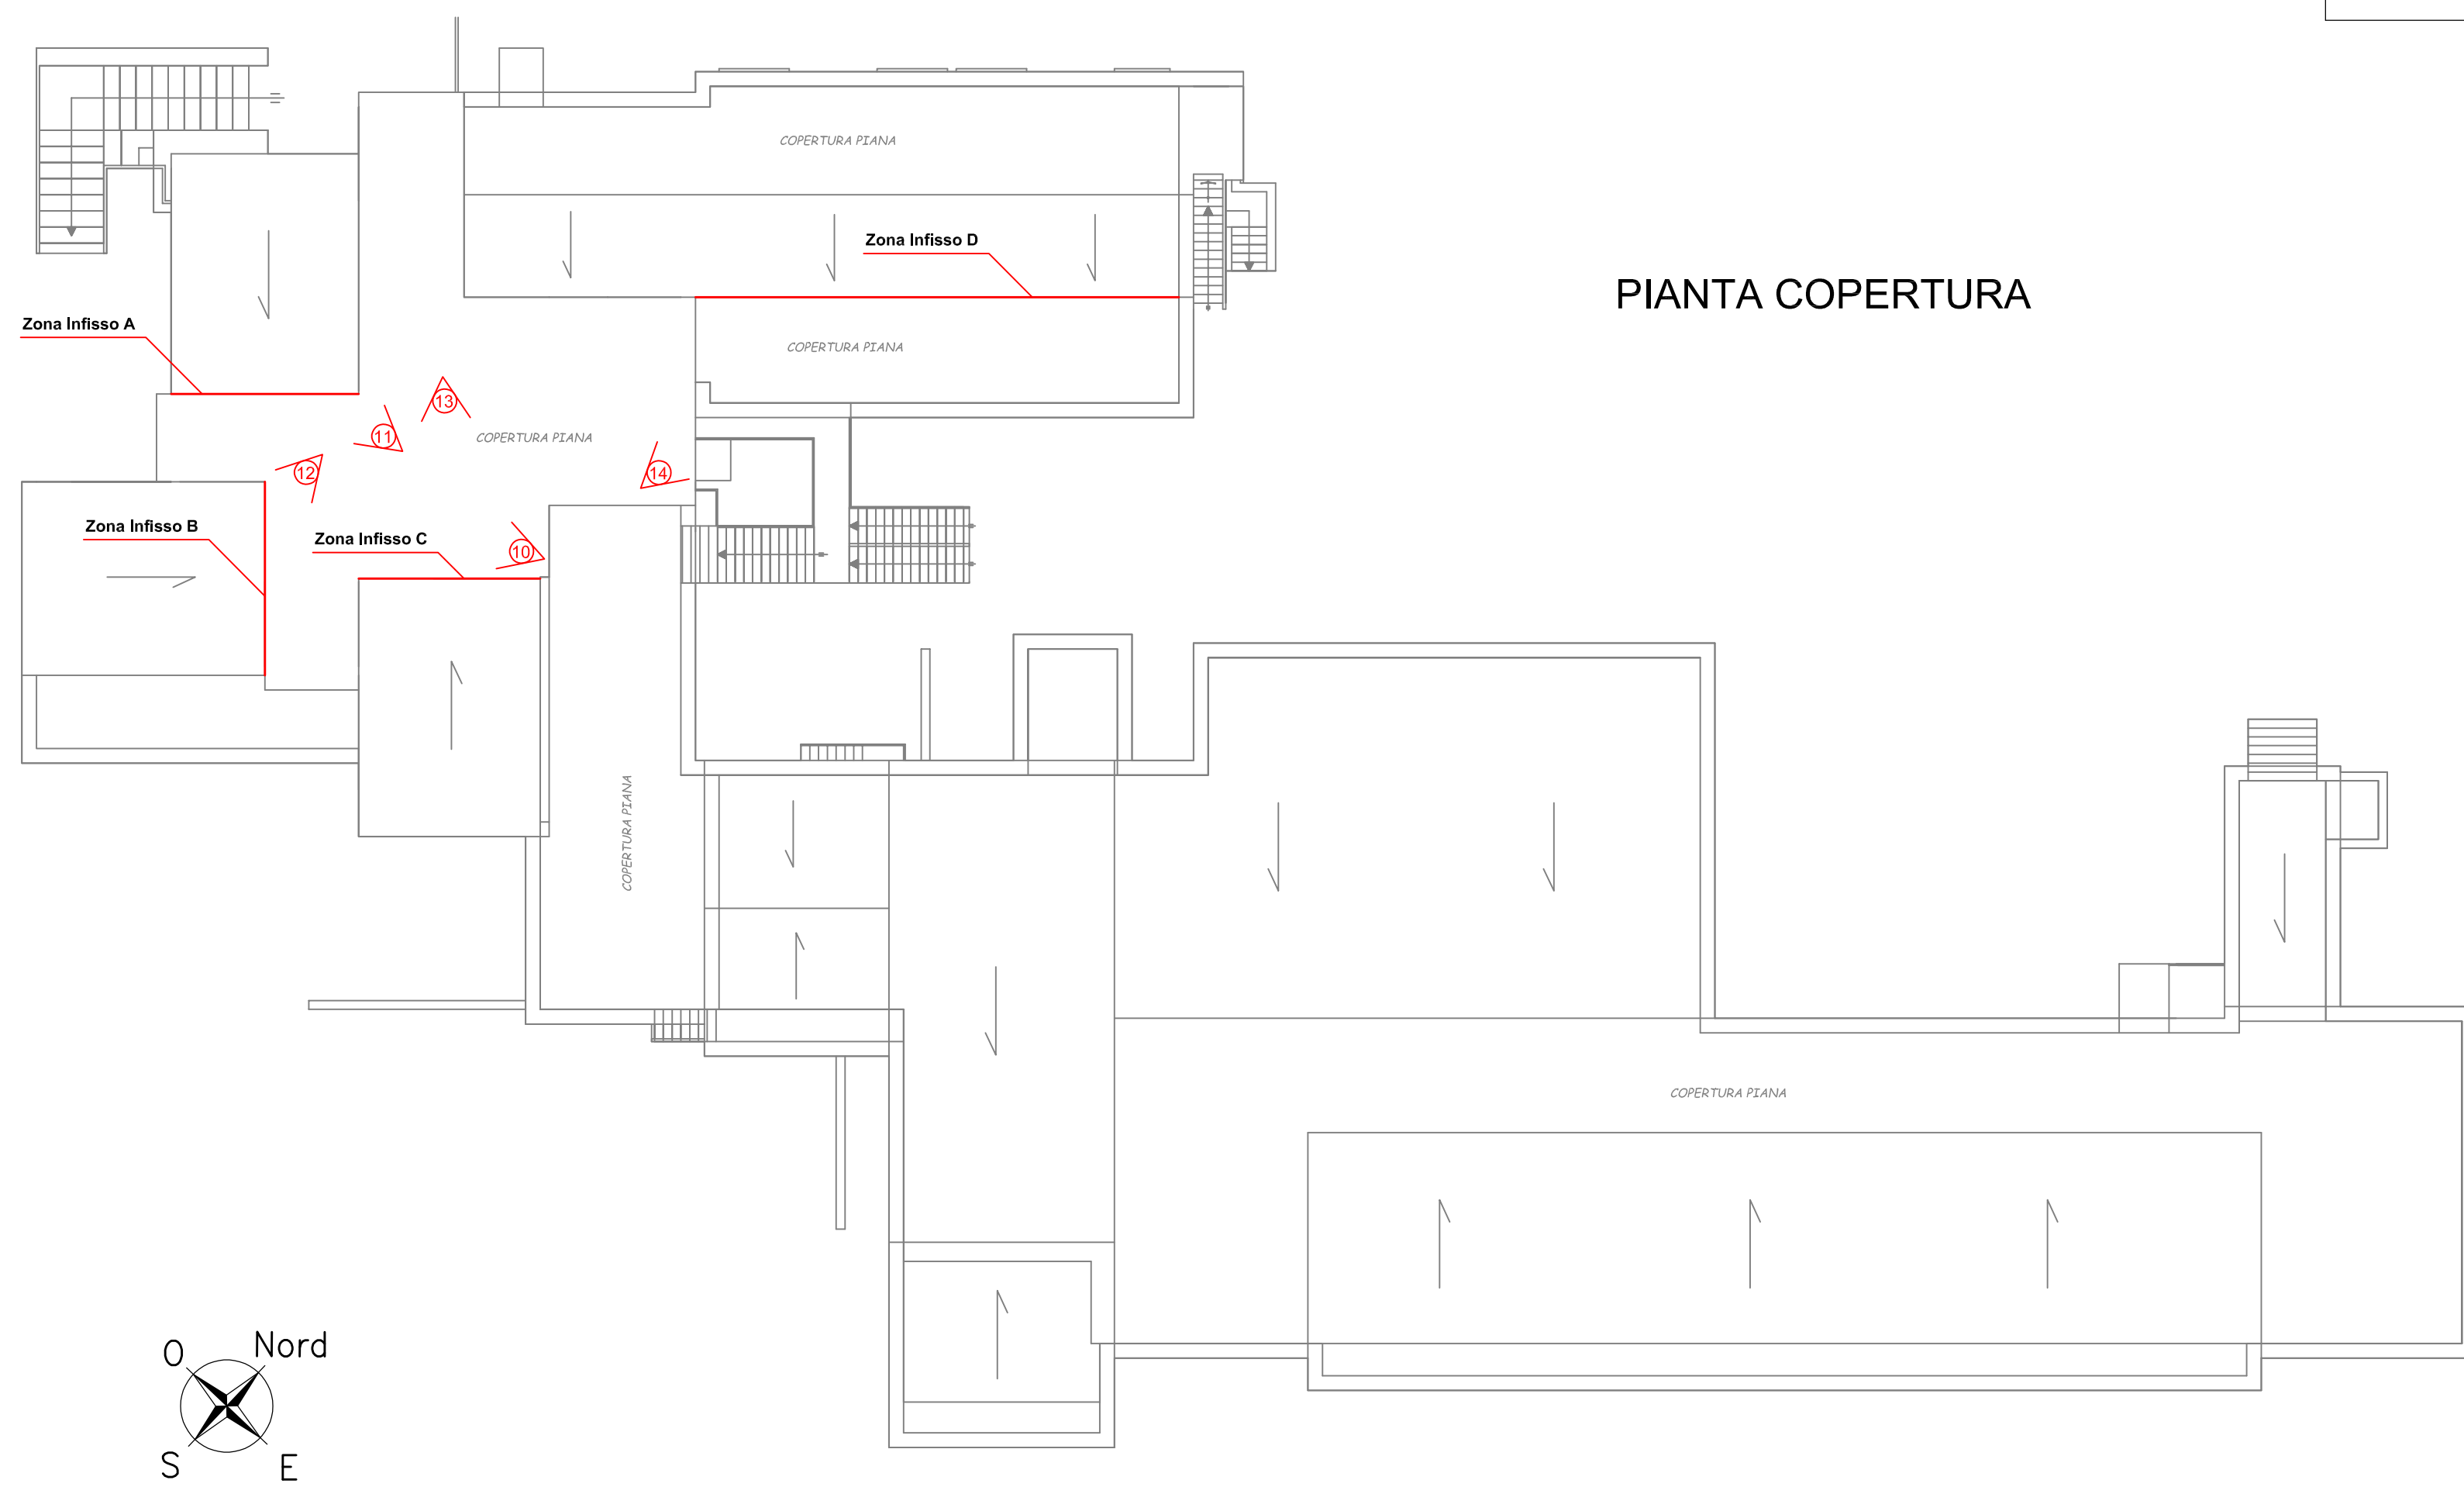 COPERTURA PIANA
Zona Infisso D
PIANTA COPERTURA
Zona Infisso A
COPERTURA PIANA
13
11
COPERTURA PIANA
12
14
Zona Infisso B
Zona Infisso C
10
COPERTURA PIANA
COPERTURA PIANA
O
Nord
S
E